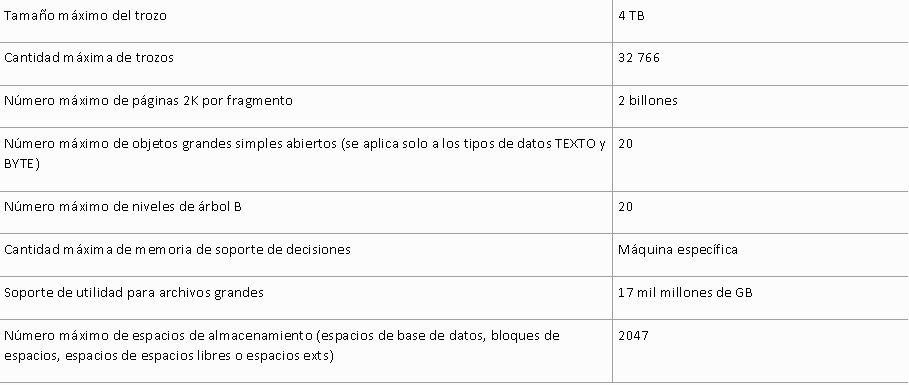 Tamaño máximo del trozo 4 TB
Cantidad máxima de trozos 32 766
Número máximo de páginas 2K por fragmento 2 billones
Número máximo de objetos grandes simples abiertos (se aplica solo a los tipos de datos TEXTO y 20
BYTE)
Número máximo de niveles de árbol B 20
Cantidad máxima de memoria de soporte de decisiones Máquina específica
Soporte de utilidad para archivos grandes 17 mil millones de GB
Número máximo de espacios de almacenamiento (espacios de base de datos, bloques de 2047
espacios, espacios de espacios libres o espacios exts)